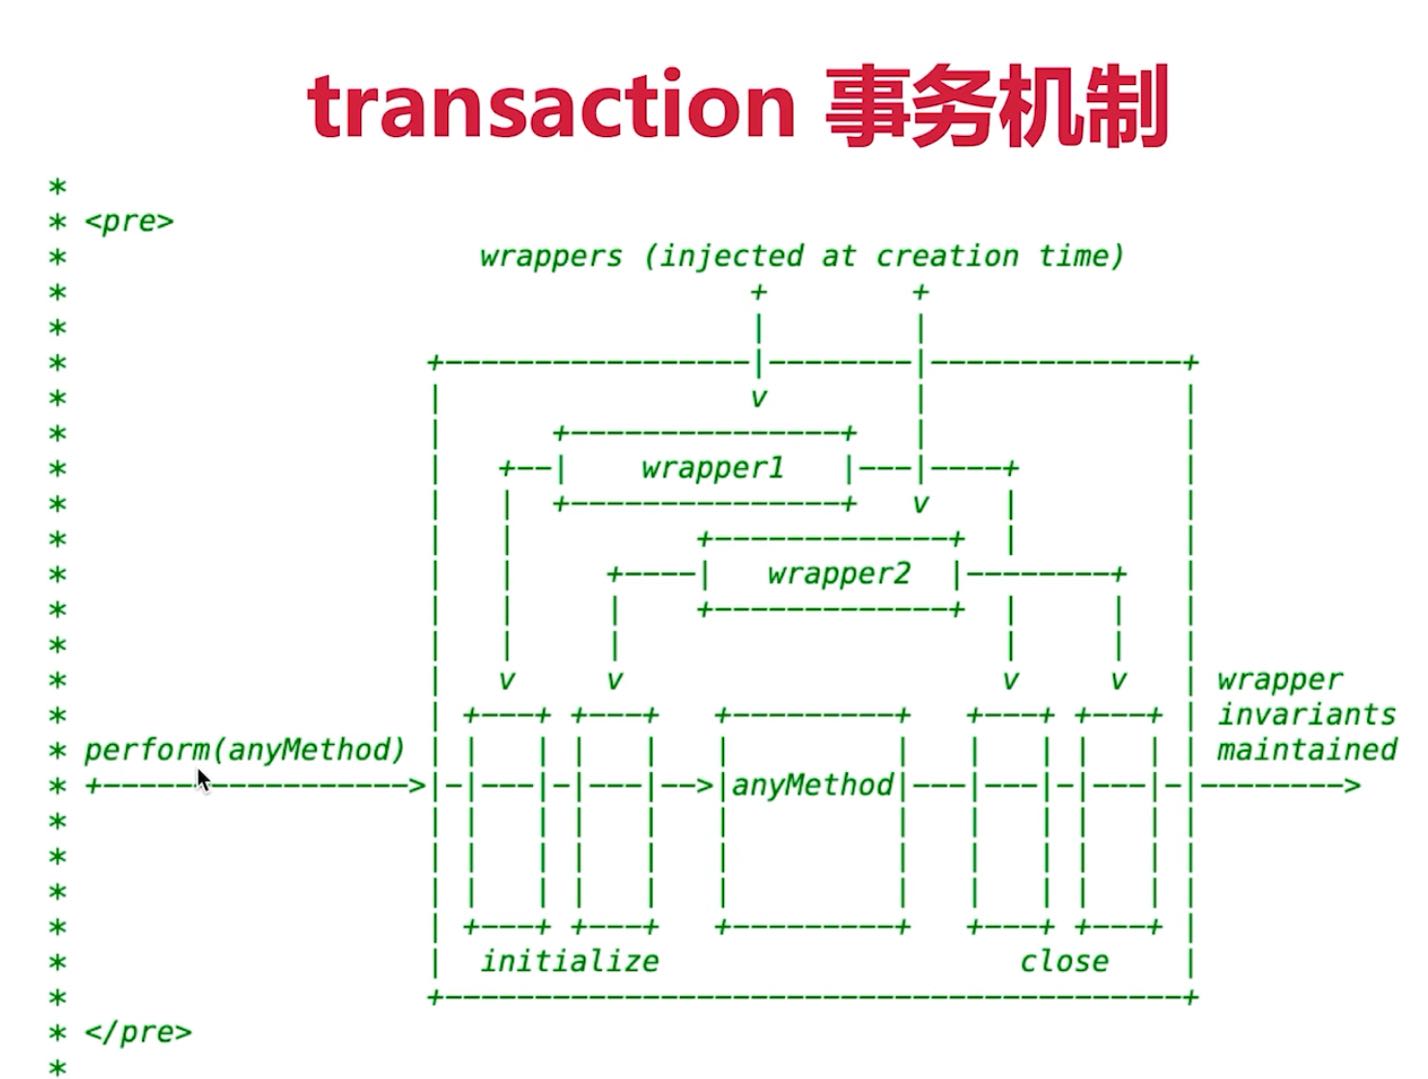 transaction 事务机制
*
* <pre>
*                       wrappers (injected at creation time)
*                                      +        +
*                                      |        |
*                    +-----------------|--------|--------------+
*                    |                 v        |              |
*                    |      +---------------+   |              |
*                    |   +--|    wrapper1   |---|----+         |
*                    |   |  +---------------+   v    |         |
*                    |   |          +-------------+  |         |
*                    |   |     +----|   wrapper2  |--------+   |
*                    |   |     |    +-------------+  |     |   |
*                    |   |     |                     |     |   |
*                    |   v     v                     v     v   | wrapper
*                    | +---+ +---+   +---------+   +---+ +---+ | invariants
* perform(anyMethod) | |   | |   |   |         |   |   | |   | | maintained
* +----------------->|-|---|-|---|-->|anyMethod|---|---|-|---|-|-------->
*                    | |   | |   |   |         |   |   | |   | |
*                    | |   | |   |   |         |   |   | |   | |
*                    | |   | |   |   |         |   |   | |   | |
*                    | +---+ +---+   +---------+   +---+ +---+ |
*                    |  initialize                    close    |
*                    +-----------------------------------------+
* </pre>
*